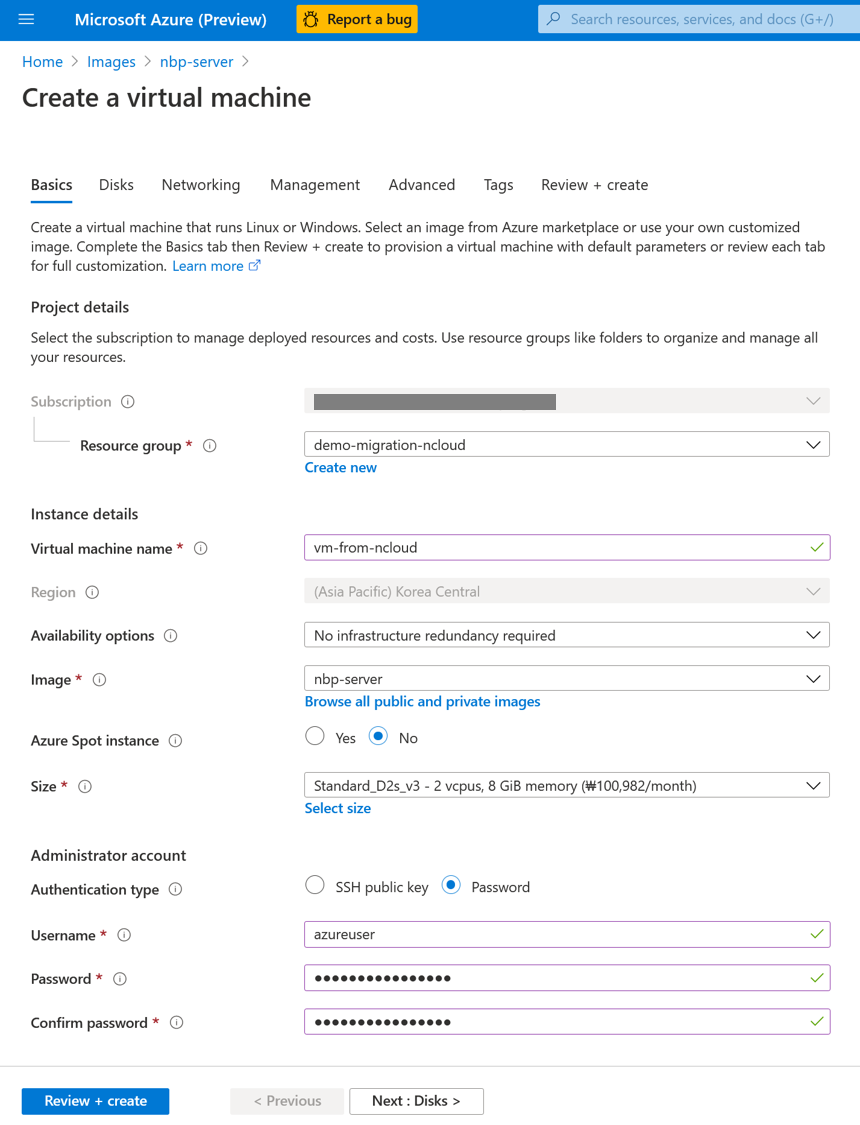 Microsoft Azure (Preview)
Report a bug
Search resources, services, and docs (G+/)
Home > Images > nbp-server >
Create a virtual machine
Basics Disks Networking Management Advanced Tags Review + create
Create a virtual machine that runs Linux or Windows. Select an image from Azure marketplace or use your own customized
image. Complete the Basics tab then Review + create to provision a virtual machine with default parameters or review each tab
for full customization. Learn more
Project details
Select the subscription to manage deployed resources and costs. Use resource groups like folders to organize and manage all
your resources.
Subscription
Resource group * demo-migration-ncloud
Create new
Instance details
Virtual machine name * vm-from-ncloud
Region (Asia Pacific) Korea Central
Availability options No infrastructure redundancy required
Image * nbp-server
Browse all public and private images
Azure Spot instance Yes No
Size * Standard_D2s_v3 - 2 vcpus, 8 GiB memory (₩100,982/month)
Select size
Administrator account
Authentication type SSH public key Password
Username * azureuser
Password * ●●●●●●●●●●●●●●●●
Confirm password * ●●●●●●●●●●●●●●●●
Review + create < Previous Next : Disks >